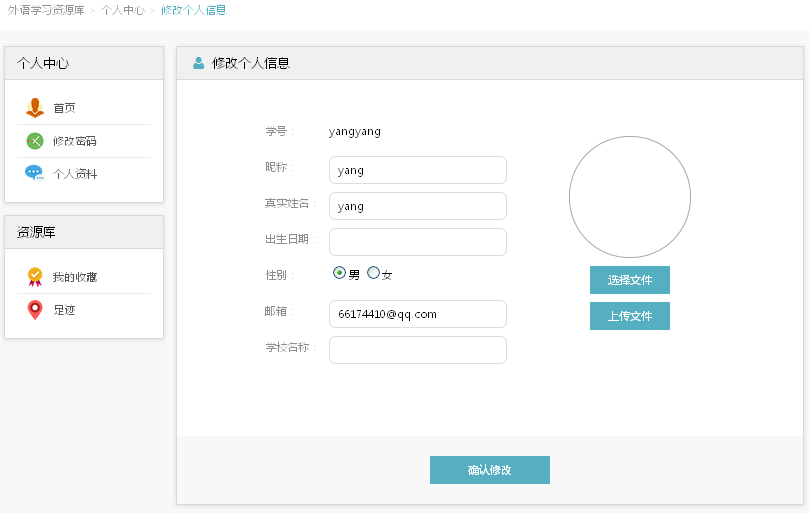 外语学习资源库 > 个人中心 > 修改个人信息
个人中心
首页
修改密码
个人资料
资源库
我的收藏
足迹
修改个人信息
学号： yangyang
昵称： yang
真实姓名： yang
出生日期：
性别： 男 女
邮箱： 66174410@qq.com
学校名称：
选择文件
上传文件
确认修改